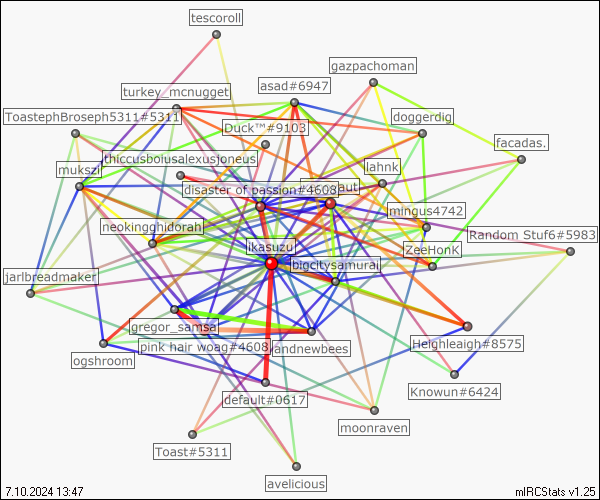 tescoroll
gazpachoman
turkey_mcnugget
asad#6947
ToastephBroseph5311#5311
doggerdig
Duck™#9103
facadas.
thiccusboiusalexusjoneus
lahnk
mukszi
disaster of passion#4608
aut
mingus4742
neokingghidorah
Random Stuf6#5983
ikasuzu
ZeeHonK
bigcitysamurai
jarlbreadmaker
gregor_samsa
Heighleaigh#8575
pink hair woag#4608
andnewbees
ogshroom
Knowun#6424
default#0617
moonraven
Toast#5311
avelicious
7.10.2024 13:47
mIRCStats v1.25